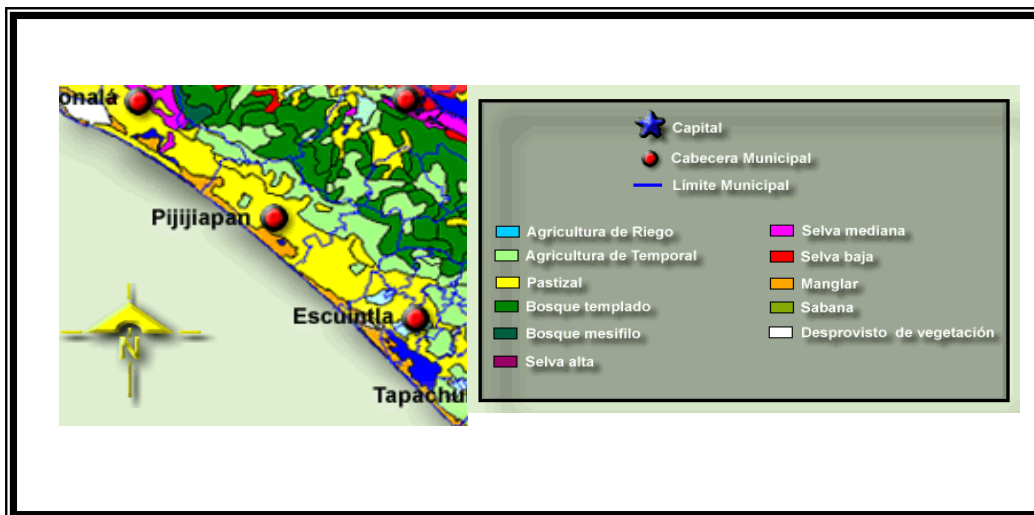 onalá
Pijijiapan
Escuintla
Tapachu
N
Capital
Cabecera Municipal
Límite Municipal
Agricultura de Riego
Agricultura de Temporal
Pastizal
Bosque templado
Bosque mesifilo
Selva alta
Selva mediana
Selva baja
Manglar
Sabana
Desprovisto de vegetación